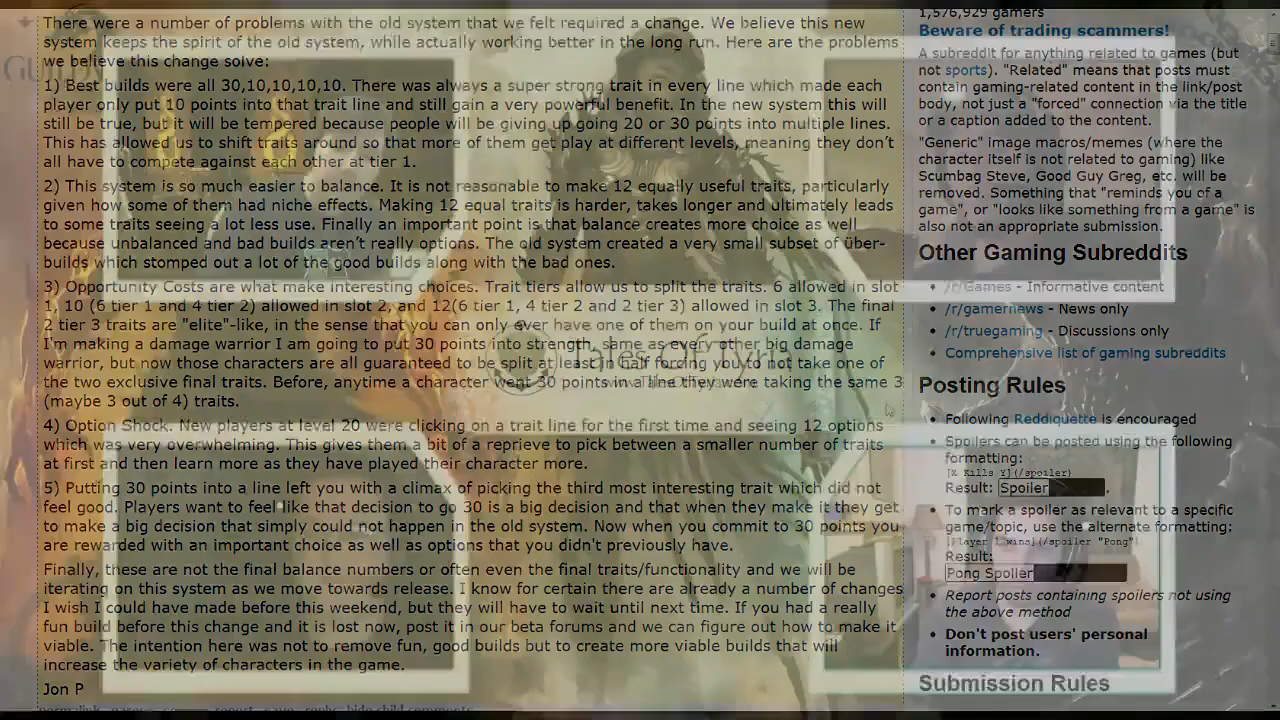 There were a number of problems with the old system that we felt required a change. We believe this new
system keeps the spirit of the old system, while actually working better in the long run. Here are the problems
we believe this change solve:
1) Best builds were all 30,10,10,10,10. There was always a super strong trait in every line which made each
player only put 10 points into that trait line and still gain a very powerful benefit. In the new system this will
still be true, but it will be tempered because people will be giving up going 20 or 30 points into multiple lines.
This has allowed us to shift traits around so that more of them get play at different levels, meaning they don't
all have to compete against each other at tier 1.
2) This system is so much easier to balance. It is not reasonable to make 12 equally useful traits, particularly
given how some of them had niche effects. Making 12 equal traits is harder, takes longer and ultimately leads
to some traits seeing a lot less use. Finally an important point is that balance creates more choice as well
because unbalanced and bad builds aren't really options. The old system created a very small subset of über-
builds which stomped out a lot of the good builds along with the bad ones.
3) Opportunity Costs are what make interesting choices. Trait tiers allow us to split the traits. 6 allowed in slot
1, 10 (6 tier 1 and 4 tier 2) allowed in slot 2, and 12(6 tier 1, 4 tier 2 and 2 tier 3) allowed in slot 3. The final
2 tier 3 traits are "elite"-like, in the sense that you can only ever have one of them on your build at once. If
I'm making a damage warrior I am going to put 30 points into strength, same as every other big damage
warrior, but now those characters are all guaranteed to be split at least in half forcing you to not take one of
the two exclusive final traits. Before, anytime a character went 30 points in a line they were taking the same 3
(maybe 3 out of 4) traits.
4) Option Shock. New players at level 20 were clicking on a trait line for the first time and seeing 12 options
which was very overwhelming. This gives them a bit of a reprieve to pick between a smaller number of traits
at first and then learn more as they have played their character more.
5) Putting 30 points into a line left you with a climax of picking the third most interesting trait which did not
feel good. Players want to feel like that decision to go 30 is a big decision and that when they make it they get
to make a big decision that simply could not happen in the old system. Now when you commit to 30 points you
are rewarded with an important choice as well as options that you didn't previously have.
Finally, these are not the final balance numbers or often even the final traits/functionality and we will be
iterating on this system as we move towards release. I know for certain there are already a number of changes
I wish I could have made before this weekend, but they will have to wait until next time. If you had a really
fun build before this change and it is lost now, post it in our beta forums and we can figure out how to make it
viable. The intention here was not to remove fun, good builds but to create more viable builds that will
increase the variety of characters in the game.
Jon P
permalink
report save reply hide child comments
Tales Of Tyria
1,576,929 gamers
Beware of trading scammers!
A subreddit for anything related to games (but
not sports). "Related" means that posts must
contain gaming-related content in the link/post
body, not just a "forced" connection via the title
or a caption added to the content.
"Generic" image macros/memes (where the
character itself is not related to gaming) like
Scumbag Steve, Good Guy Greg, etc. will be
removed. Something that "reminds you of a
game", or "looks like something from a game" is
also not an appropriate submission.
Other Gaming Subreddits
/r/Games - Informative content
/r/gamernews - News only
/r/truegaming - Discussions only
Comprehensive list of gaming subreddits
Posting Rules
Following Reddiquette is encouraged
Spoilers can be posted using the following
formatting:
[X Kills Y](/spoiler)
Result: Spoiler .
To mark a spoiler as relevant to a specific
game/topic, use the alternate formatting:
[Player 1 wins](/spoiler "Pong")
Result:
Pong Spoiler
Report posts containing spoilers not using
the above method
Don't post users' personal
information.
Submission Rules